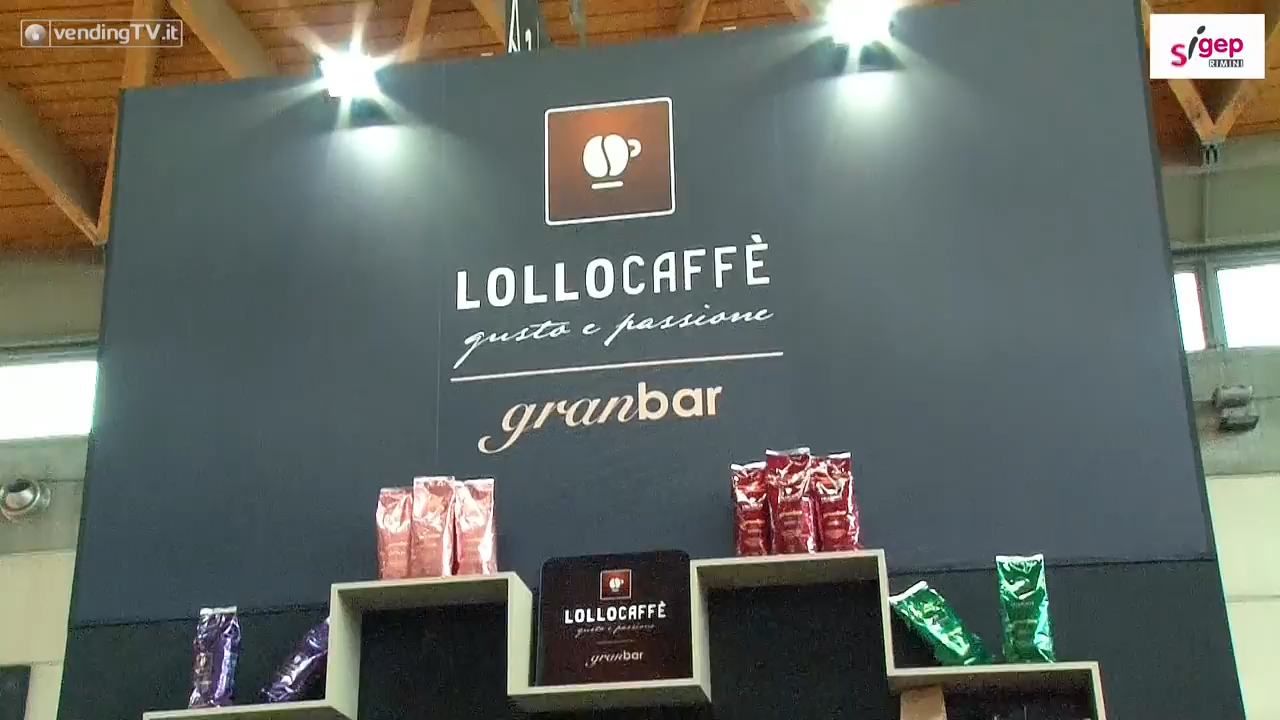 vendingTV.it
sigep
RIMINI
LOLLOCAFFÈ
gusto e passione
granbar
LOLLOCAFFÈ
gusto e passione
granbar